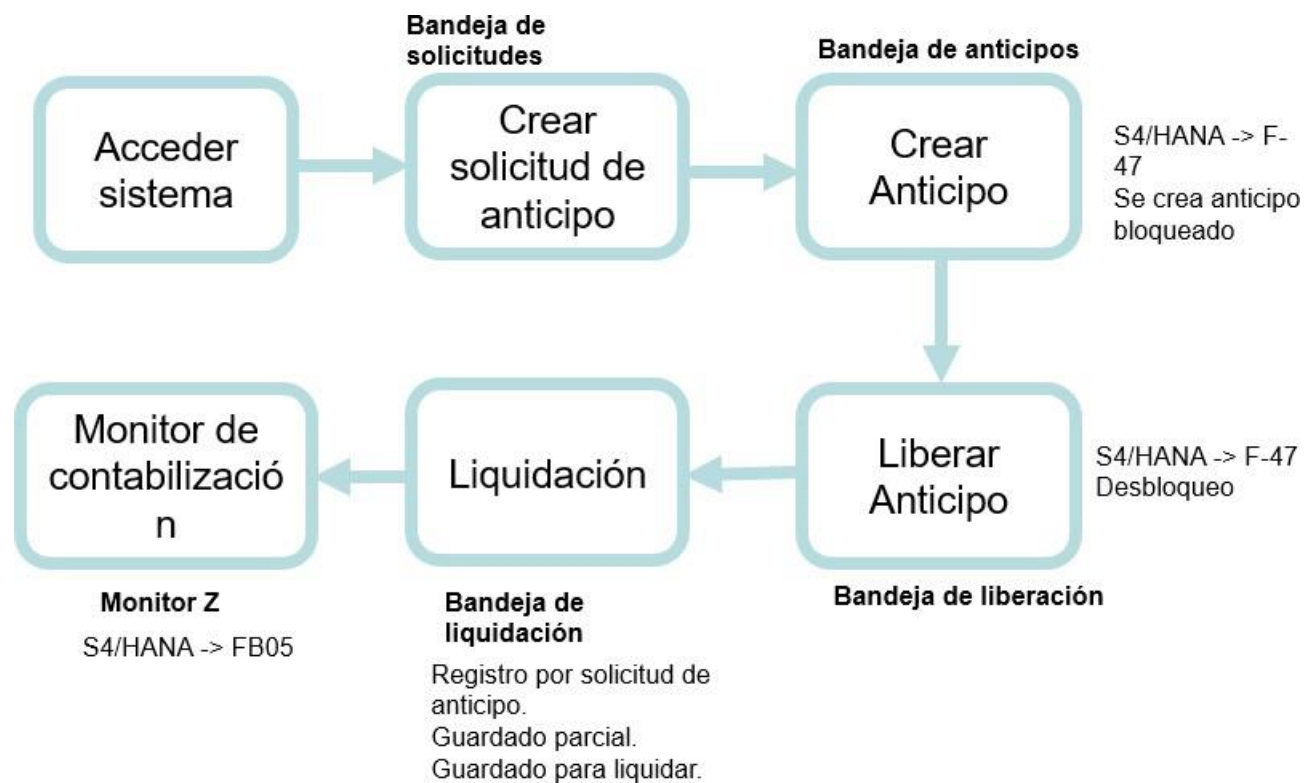 Bandeja de
solicitudes
Bandeja de anticipos
Acceder
sistema
Crear
solicitud de
anticipo
Crear
Anticipo
S4/HANA -> F-
47
Se crea anticipo
bloqueado
Monitor de
contabilizació
n
Liquidación
Liberar
Anticipo
S4/HANA -> F-47
Desbloqueo
Monitor Z
S4/HANA -> FB05
Bandeja de
liquidación
Registro por solicitud de
anticipo.
Guardado parcial.
Guardado para liquidar.
Bandeja de liberación